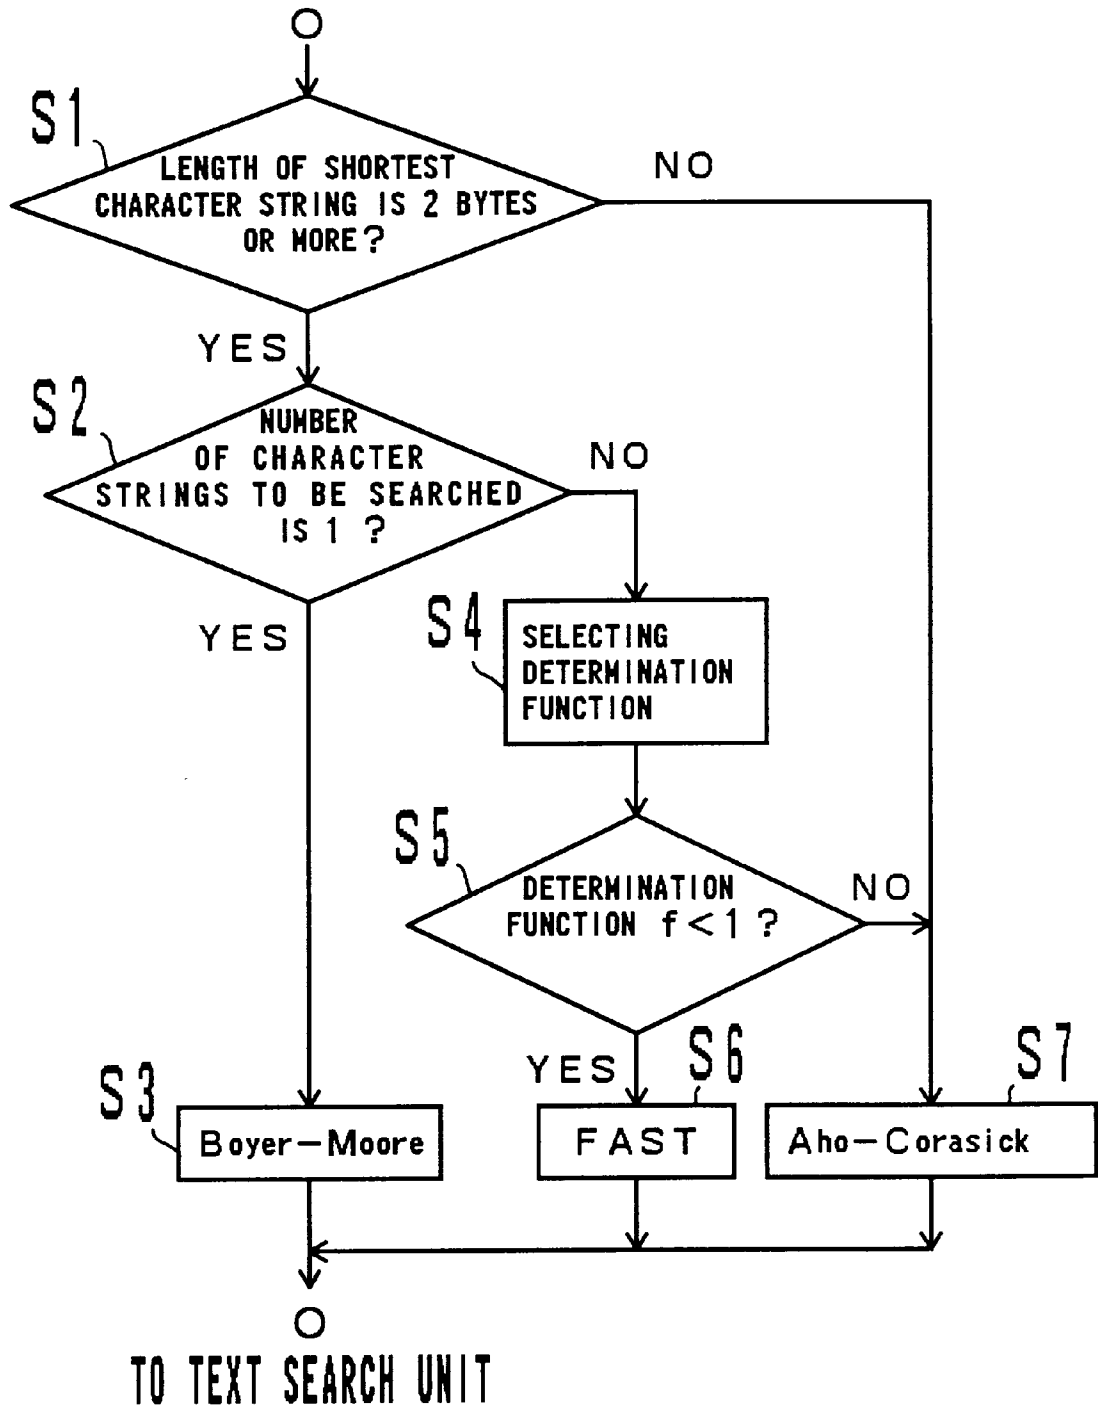 S1
LENGTH OF SHORTEST
CHARACTER STRING IS 2 BYTES
OR MORE?
NO
YES
S2
NUMBER
OF CHARACTER
STRINGS TO BE SEARCHED
IS 1 ?
NO
YES
S4
SELECTING
DETERMINATION
FUNCTION
S5
DETERMINATION
FUNCTION f<1 ?
NO
YES
S3
Boyer-Moore
S6
FAST
S7
Aho-Corasick
TO TEXT SEARCH UNIT